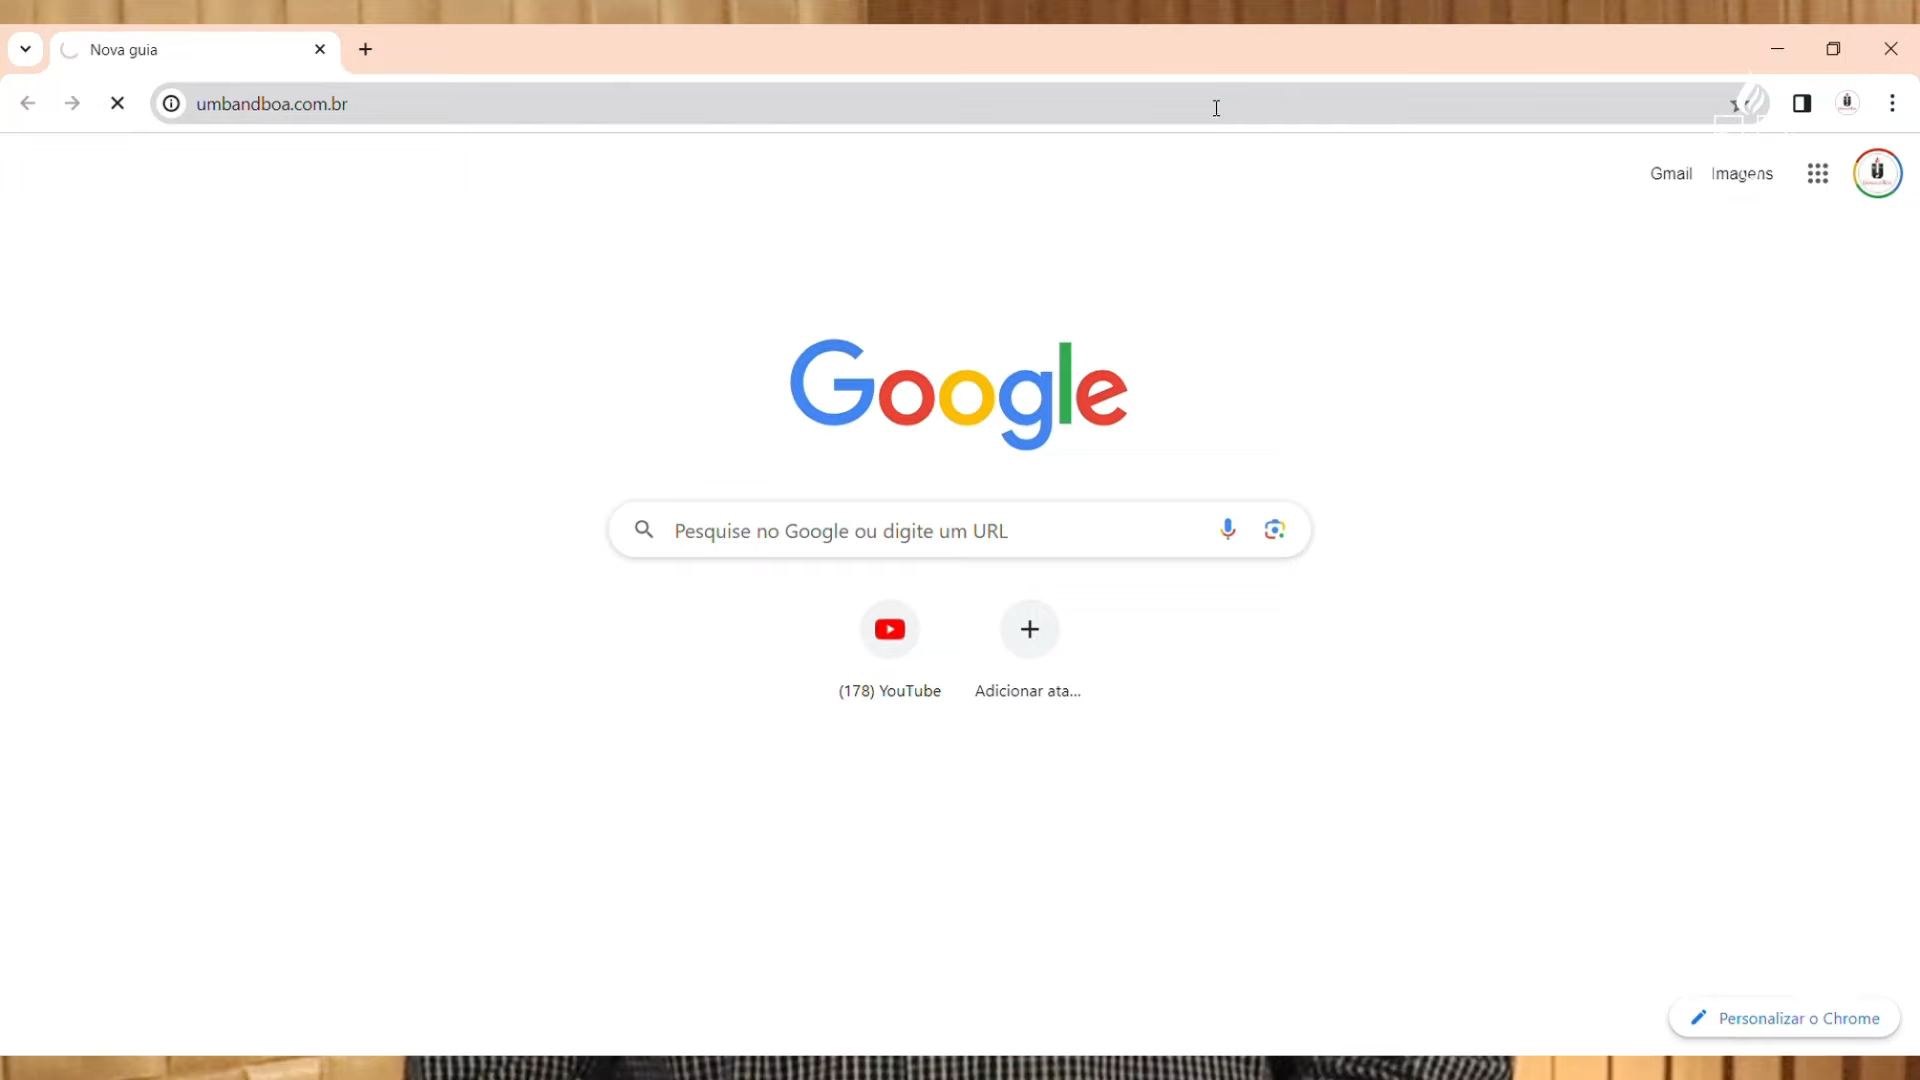 Nova guia
umbandboa.com.br
Gmail Imagens
Google
Pesquise no Google ou digite um URL
(178) YouTube
Adicionar ata...
Personalizar o Chrome